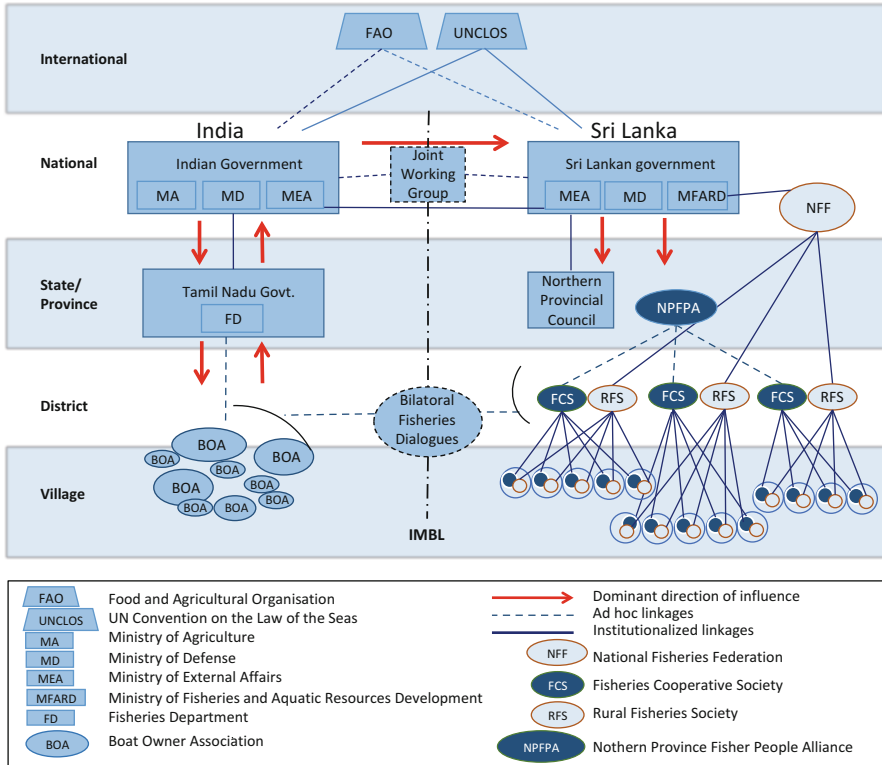 FAO
UNCLOS
International
India
Sri Lanka
National
Indian Government
MA
MD
MEA
Joint
Working
Group
Sri Lankan government
MEA
MD
MFARD
NFF
State/
Province
Tamil Nadu Govt.
FD
Northern
Provincial
Council
NPFPA
District
Bilatoral
Fisheries
Dialogues
FCS
RFS
FCS
RFS
FCS
RFS
Village
BOA
BOA
BOA
BOA
BOA
BOA
BOA
BOA
BOA
IMBL
FAO
Food and Agricultural Organisation
UNCLOS
UN Convention on the Law of the Seas
MA
Ministry of Agriculture
MD
Ministry of Defense
MEA
Ministry of External Affairs
MFARD
Ministry of Fisheries and Aquatic Resources Development
FD
Fisheries Department
BOA
Boat Owner Association
Dominant direction of influence
Ad hoc linkages
Institutionalized linkages
NFF
National Fisheries Federation
FCS
Fisheries Cooperative Society
RFS
Rural Fisheries Society
NPFPA
Nothern Province Fisher People Alliance